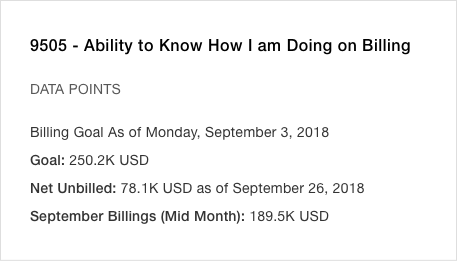 9505 - Ability to Know How I am Doing on Billing
DATA POINTS
Billing Goal As of Monday, September 3, 2018
Goal: 250.2K USD
Net Unbilled: 78.1K USD as of September 26, 2018
September Billings (Mid Month): 189.5K USD